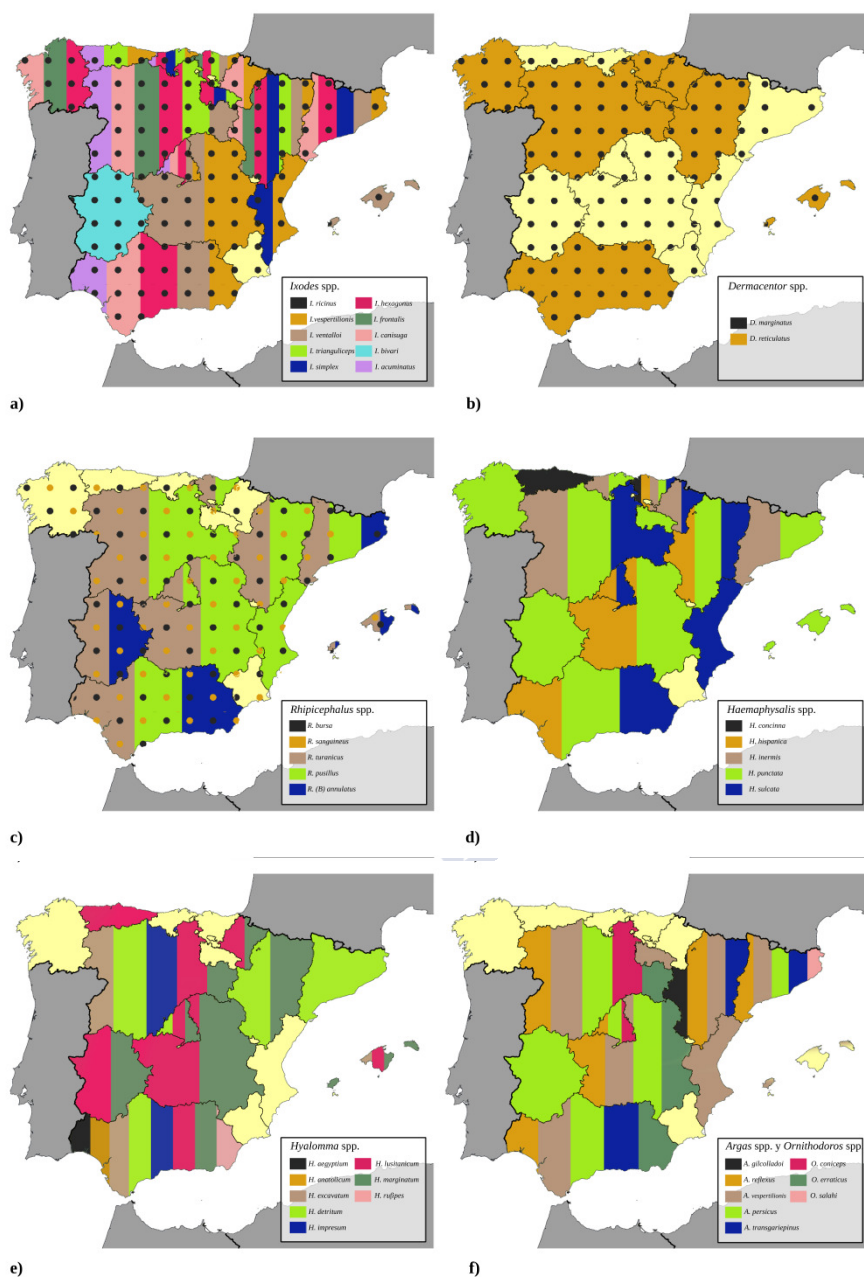 Ixodes spp.
I. ricinus
I. hexagonus
I.vespertilionis
I. frontalis
I. ventalloi
I. canisuga
I. trianguliceps
I. bivari
I. simplex
I. acuminatus
a)
Dermacentor spp.
D. marginatus
D. reticulatus
b)
Rhipicephalus spp.
R. bursa
R. sanguineus
R. turanicus
R. pusillus
R. (B) annulatus
c)
Haemaphysalis spp.
H. concinna
H. hispanica
H. inermis
H. punctata
H. sulcata
d)
Hyalomma spp.
H. aegyptium
H. lusitanicum
H. anatolicum
H. marginatum
H. excavatum
H. rufipes
H. detritum
H. impresum
e)
Argas spp. y Ornithodoros spp.
A. gilcolladoi
O. coniceps
A. reflexus
O. erraticus
A. vespertilionis
O. salahi
A. persicus
A. transgariepinus
f)